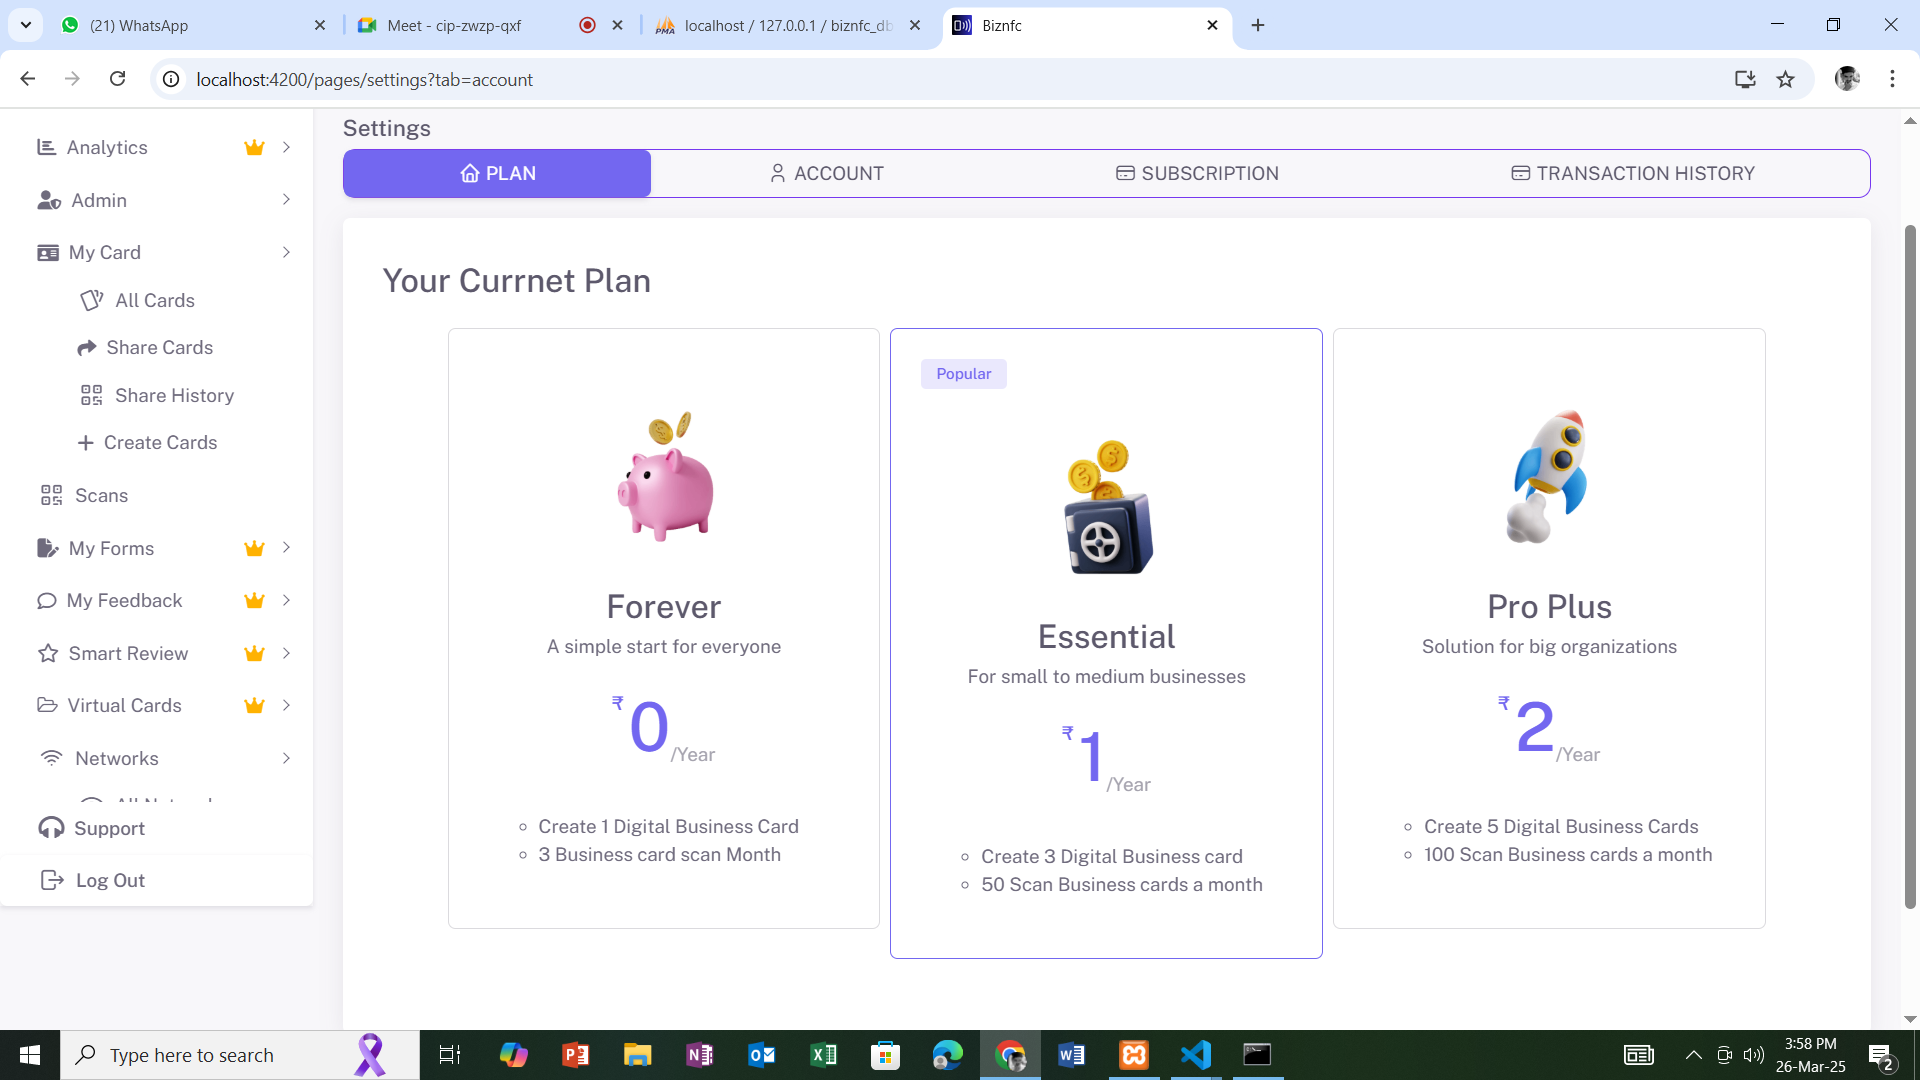 (21) WhatsApp
Meet - cip-zwzp-qxf
localhost / 127.0.0.1 / biznfc_db
Biznfc
localhost:4200/pages/settings?tab=account
Analytics
Admin
My Card
All Cards
Share Cards
Share History
Create Cards
Scans
My Forms
My Feedback
Smart Review
Virtual Cards
Networks
Support
Log Out
Settings
PLAN
ACCOUNT
SUBSCRIPTION
TRANSACTION HISTORY
Your Currnet Plan
Forever
A simple start for everyone
₹0/Year
Create 1 Digital Business Card
3 Business card scan Month
Popular
Essential
For small to medium businesses
₹1/Year
Create 3 Digital Business card
50 Scan Business cards a month
Pro Plus
Solution for big organizations
₹2/Year
Create 5 Digital Business Cards
100 Scan Business cards a month
Type here to search
3:58 PM
26-Mar-25
2